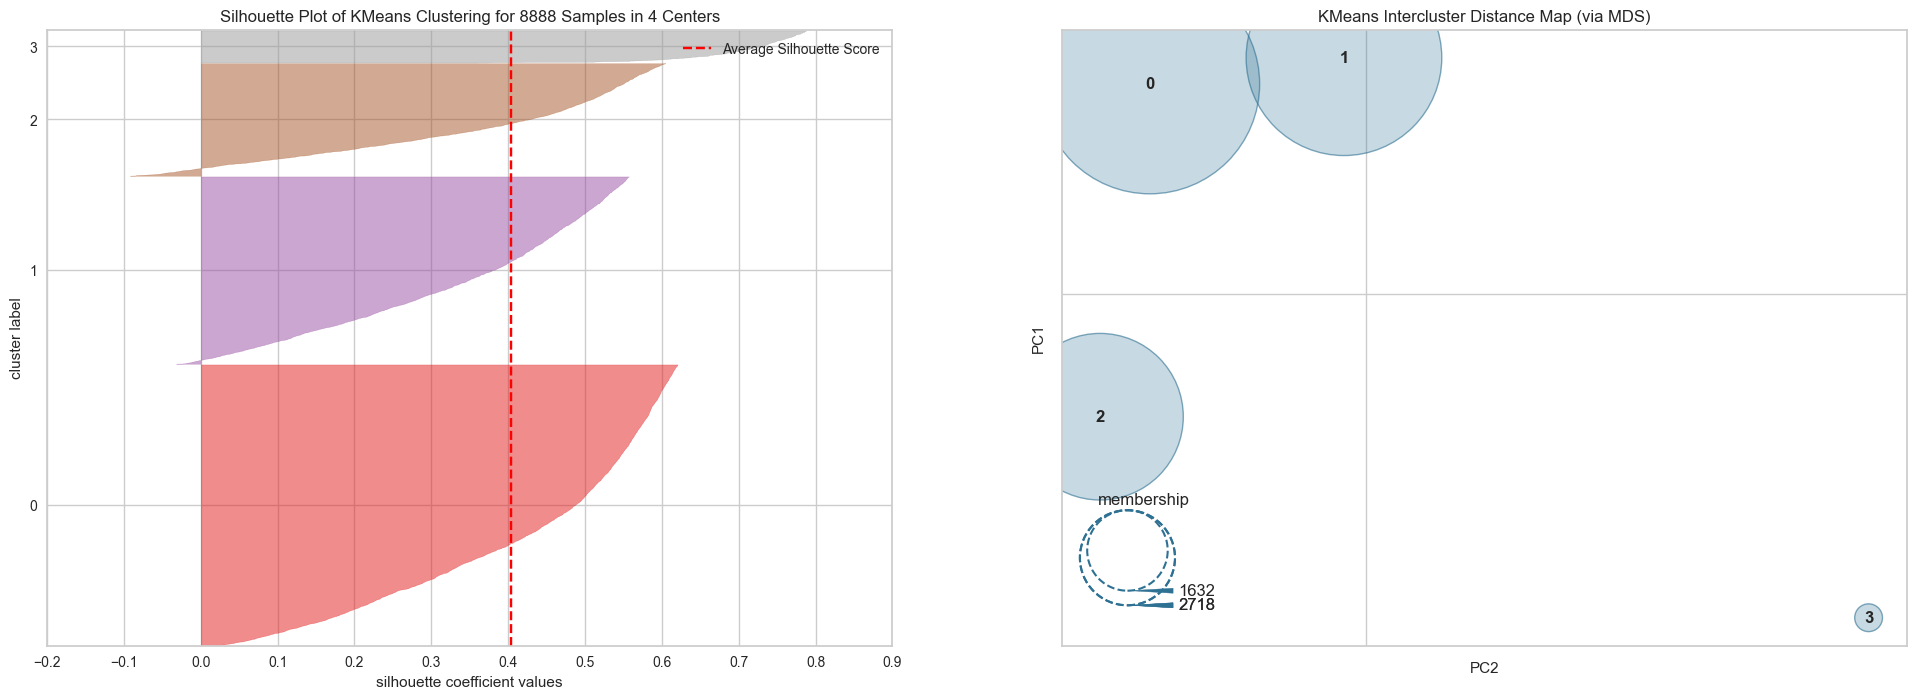 Silhouette Plot of KMeans Clustering for 8888 Samples in 4 Centers
Average Silhouette Score
cluster label
3
2
1
0
−0.2
−0.1
0.0
0.1
0.2
0.3
0.4
0.5
0.6
0.7
0.8
0.9
silhouette coefficient values
KMeans Intercluster Distance Map (via MDS)
PC1
0
1
2
3
membership
1632
2718
PC2